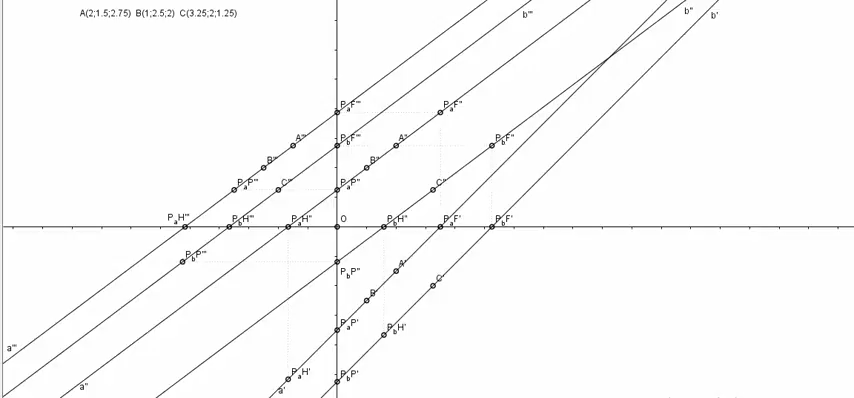 A(2;1.5;2.75) B(1;2.5;2) C(3.25;2;1.25)
b'''
b''
b'
PaF'''
PaF''
A'''
PbF'''
A''
PbF''
B'''
B''
PaP'''
C'''
PaP''
C''
PaH'''
PbH'''
PaH''
O
PbH''
PaF'
PbF'
PbP'''
PbP''
A'
C'
B
PaP'
PbH'
a'''
PaH'
PbP'
a''
a'